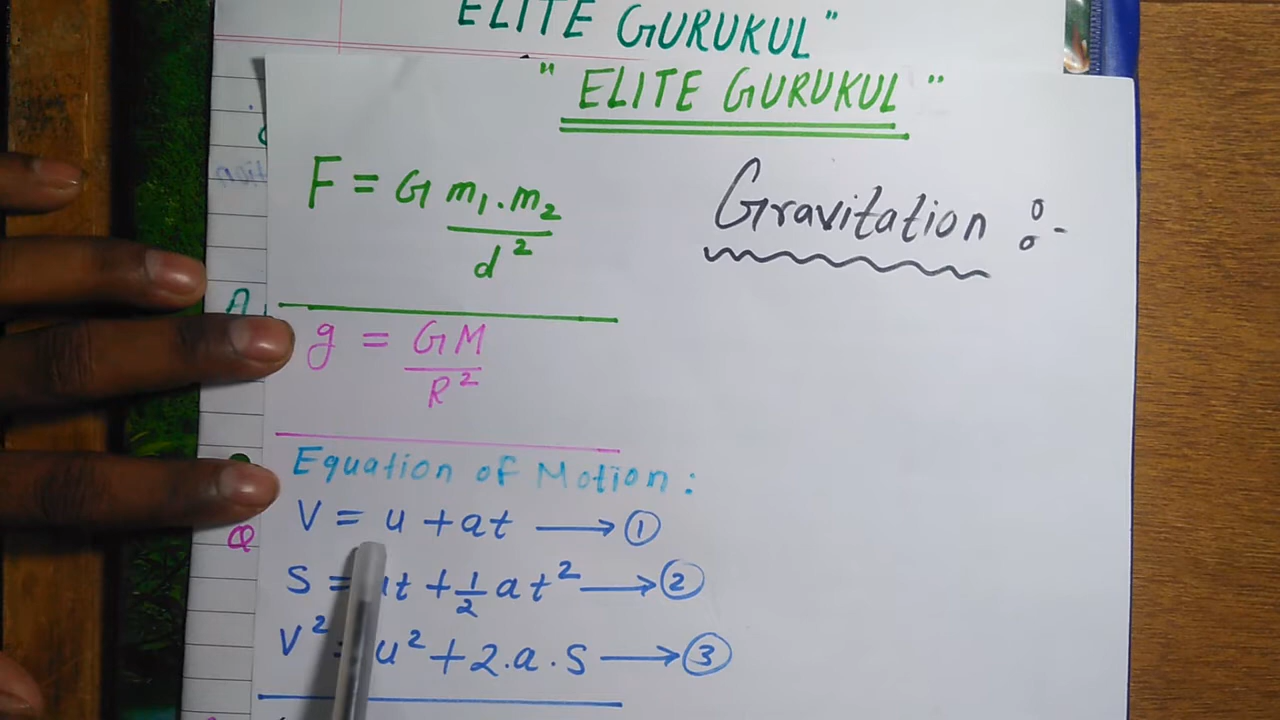 ELITE GURUKUL"
" ELITE GURUKUL "
Gravitation :-
F = G m₁.m₂ / d²
g = GM / R²
Equation of Motion :
V = u + at ⟶ ①
S = ut + 1/2 at² ⟶ ②
V² = u² + 2.a.S ⟶ ③
A
Q